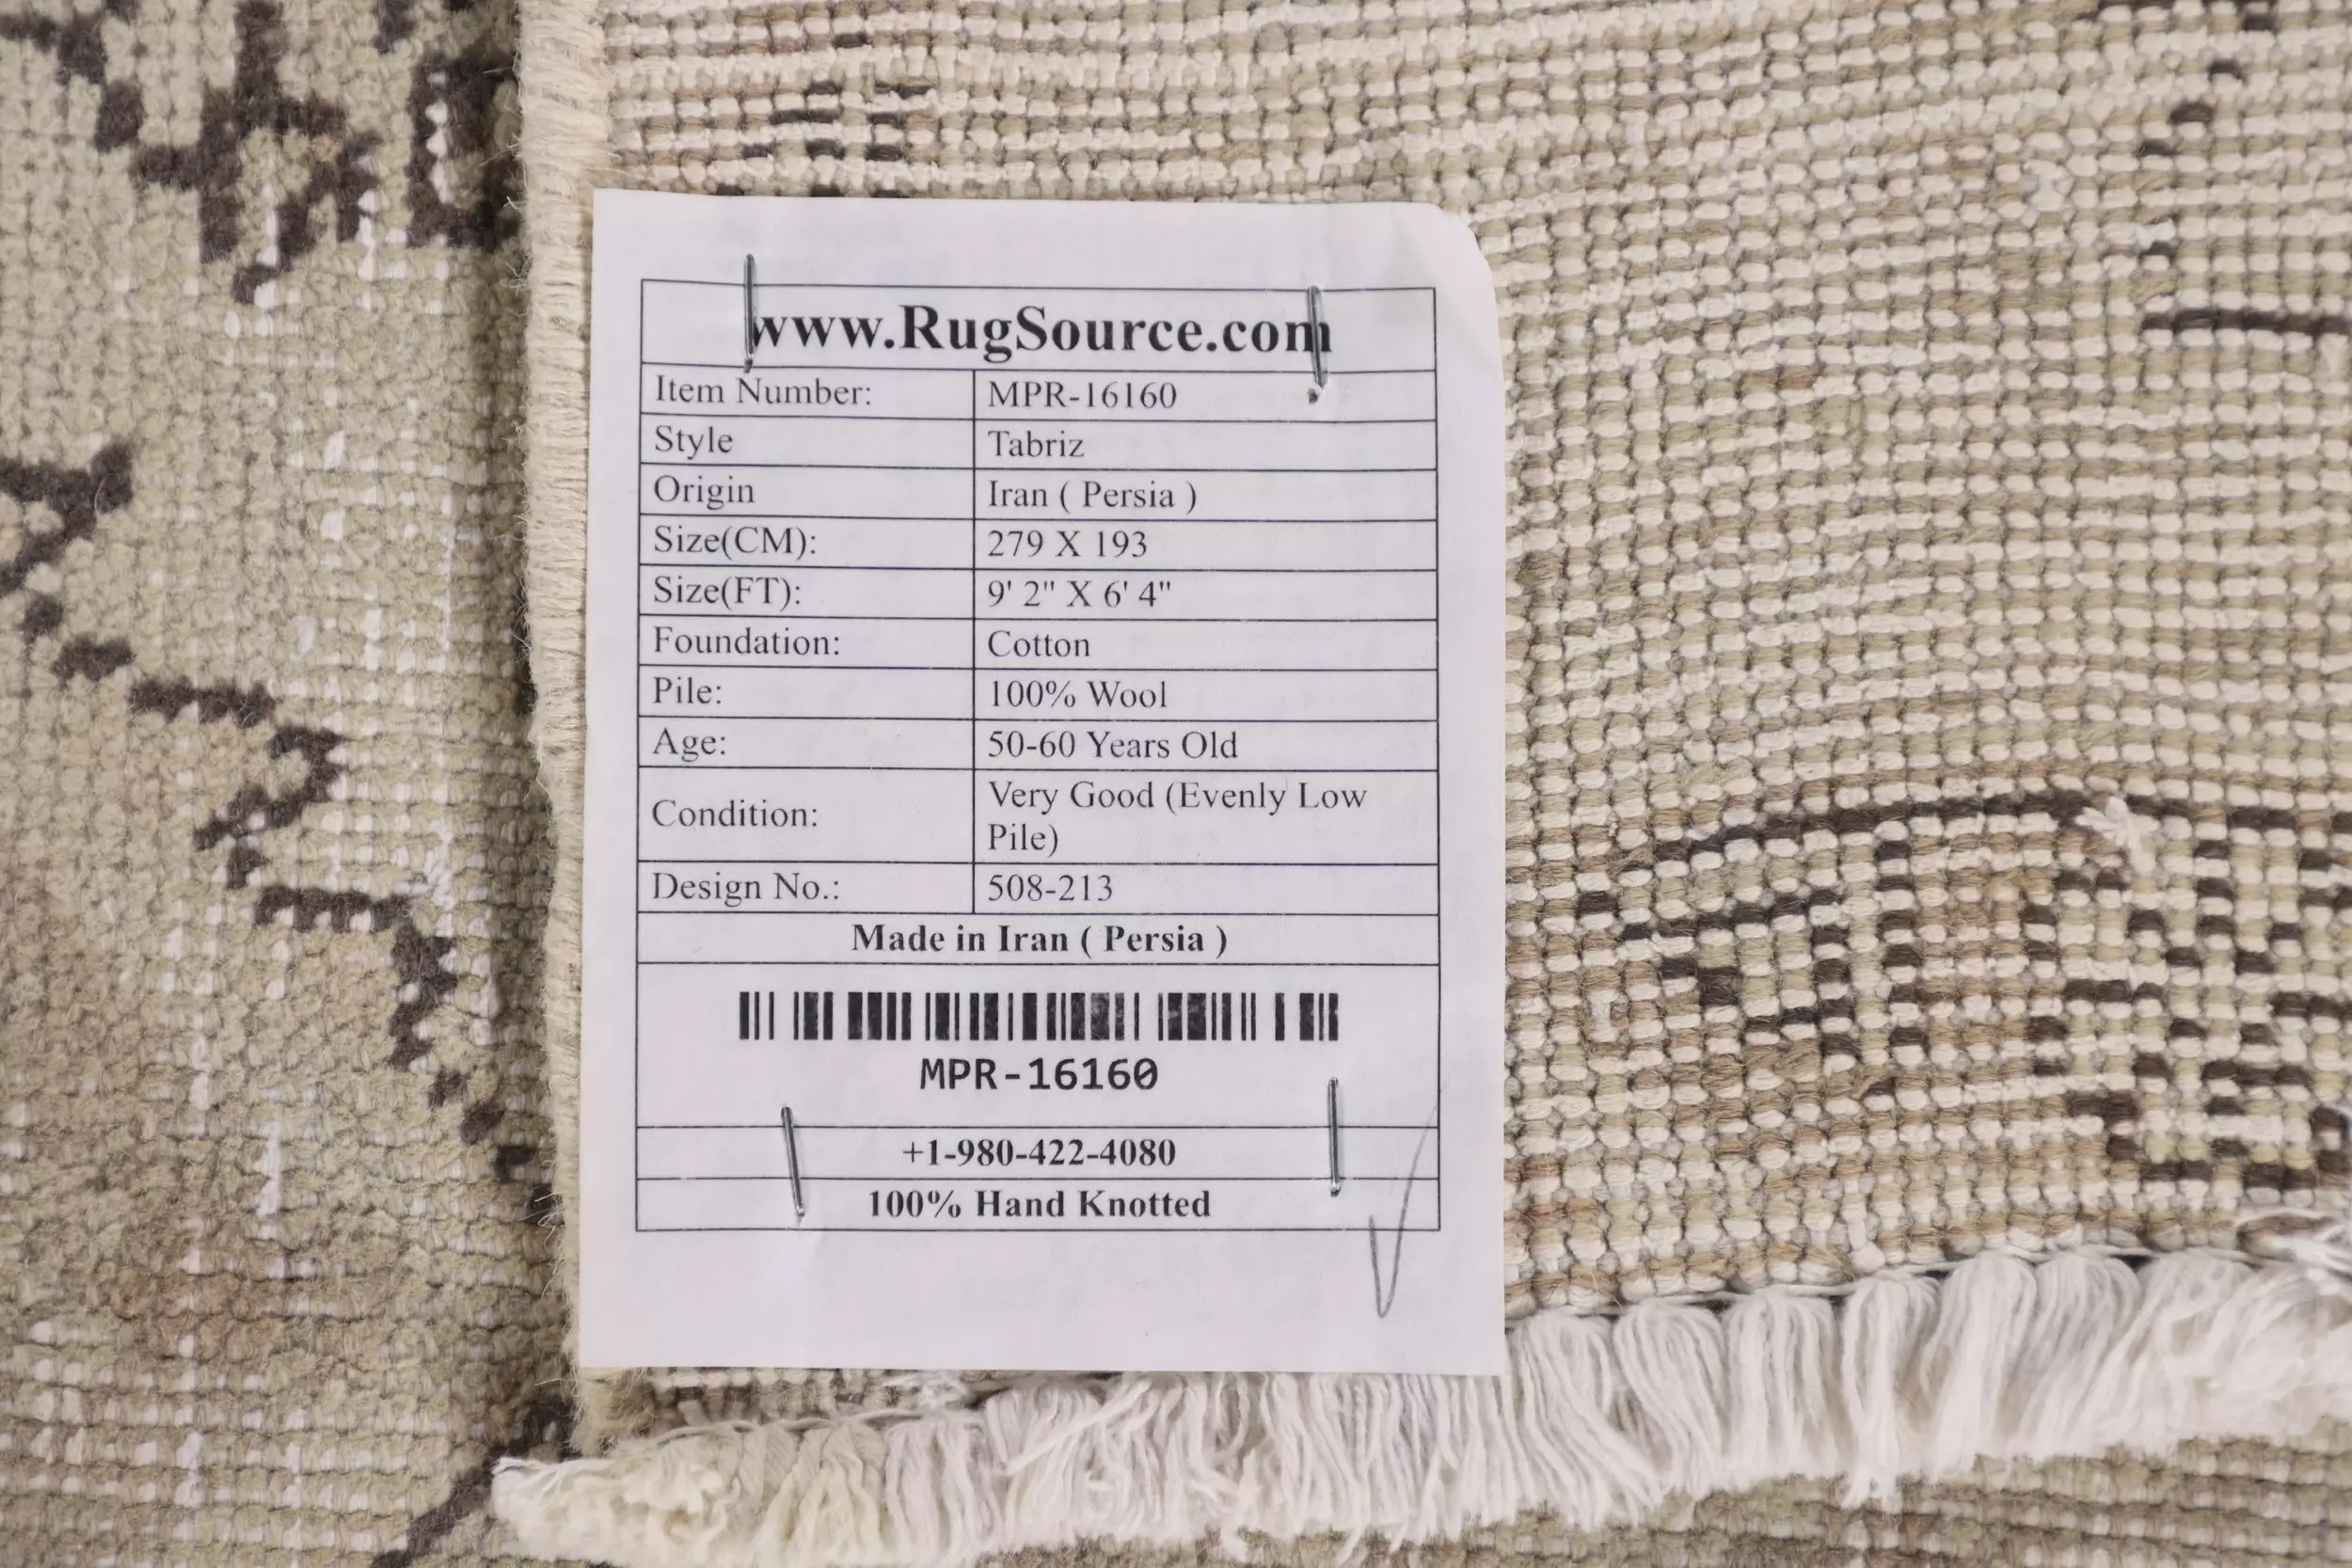 www.RugSource.com
Item Number: MPR-16160
Style Tabriz
Origin Iran ( Persia )
Size(CM): 279 X 193
Size(FT): 9' 2" X 6' 4"
Foundation: Cotton
Pile: 100% Wool
Age: 50-60 Years Old
Condition: Very Good (Evenly Low
Pile)
Design No.: 508-213
Made in Iran ( Persia )
MPR-16160
+1-980-422-4080
100% Hand Knotted